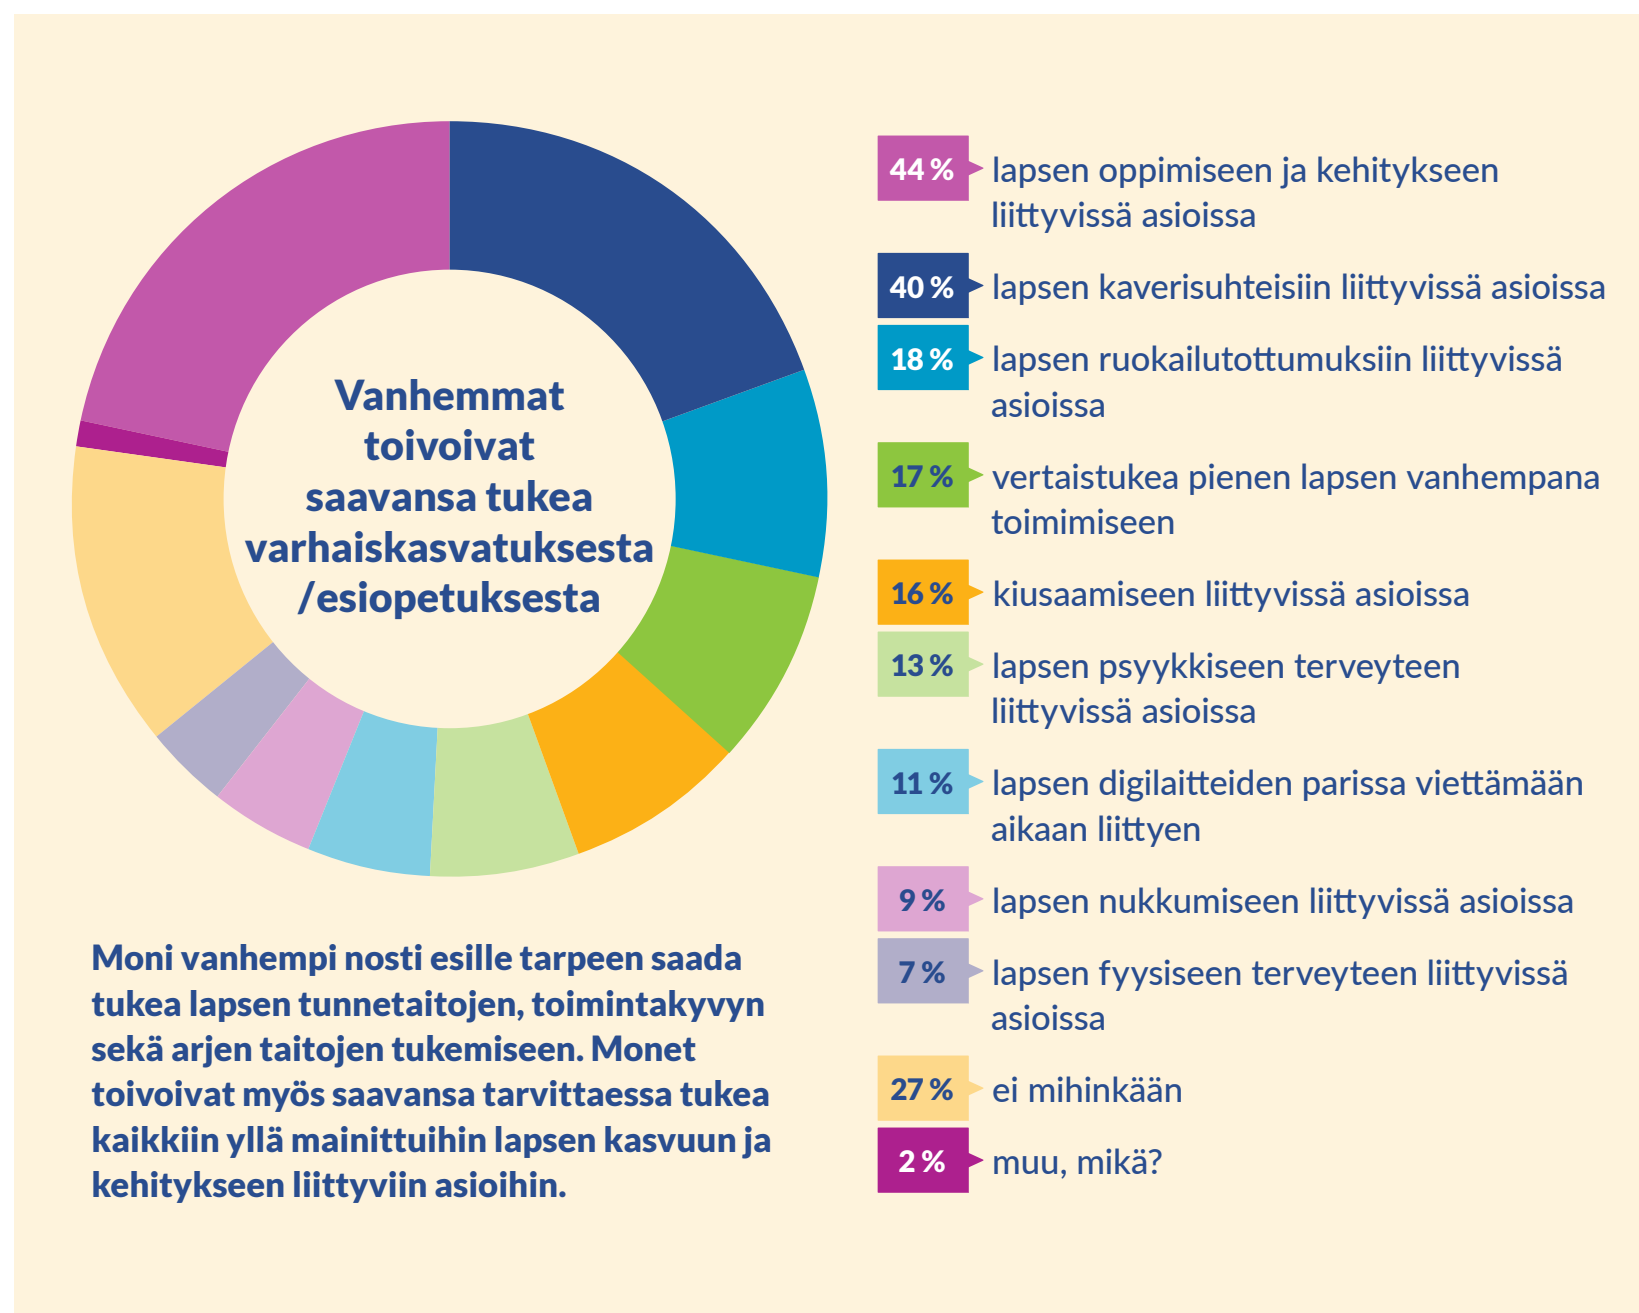 Vanhemmat
toivoivat
saavansa tukea
varhaiskasvatuksesta
/esiopetuksesta
44 % lapsen oppimiseen ja kehitykseen
liittyvissä asioissa
40 % lapsen kaverisuhteisiin liittyvissä asioissa
18 % lapsen ruokailutottumuksiin liittyvissä
asioissa
17 % vertaistukea pienen lapsen vanhempana
toimimiseen
16 % kiusaamiseen liittyvissä asioissa
13 % lapsen psyykkiseen terveyteen
liittyvissä asioissa
11 % lapsen digilaitteiden parissa viettämään
aikaan liittyen
9 % lapsen nukkumiseen liittyvissä asioissa
7 % lapsen fyysiseen terveyteen liittyvissä
asioissa
27 % ei mihinkään
2 % muu, mikä?
Moni vanhempi nosti esille tarpeen saada
tukea lapsen tunnetaitojen, toimintakyvyn
sekä arjen taitojen tukemiseen. Monet
toivoivat myös saavansa tarvittaessa tukea
kaikkiin yllä mainittuihin lapsen kasvuun ja
kehitykseen liittyviin asioihin.